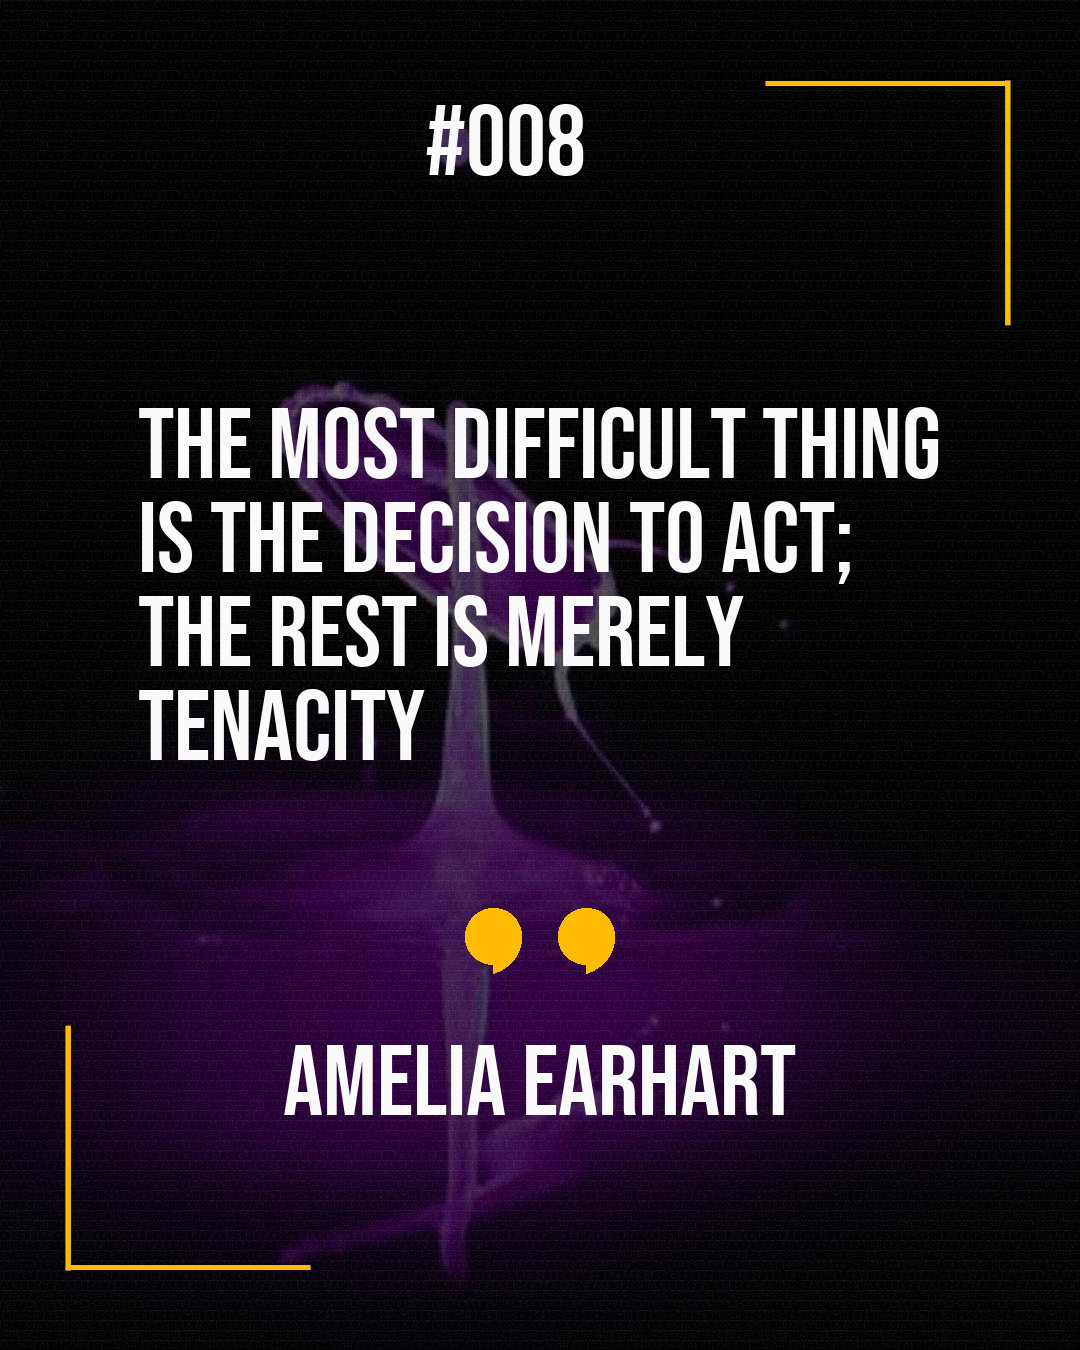 #008
THE MOST DIFFICULT THING
IS THE DECISION TO ACT;
THE REST IS MERELY
TENACITY
AMELIA EARHART